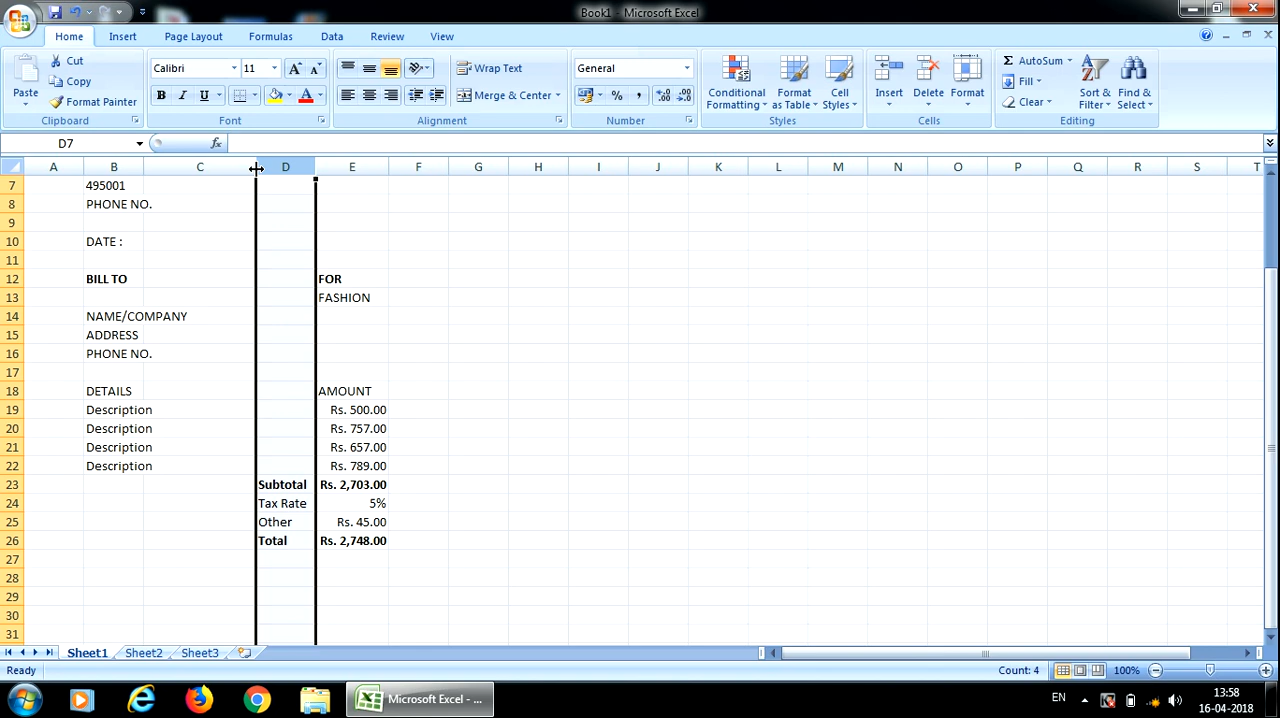 Book1 - Microsoft Excel
Home Insert Page Layout Formulas Data Review View
Paste Cut Calibri 11 A A Wrap Text General Conditional Formatting Format as Table Cell Styles Insert Delete Format AutoSum Sort & Filter Find & Select
Copy Fill
Format Painter B I U A Merge & Center % , Clear
Clipboard Font Alignment Number Styles Cells Editing
D7 fx
A B C D E F G H I J K L M N O P Q R S T
7 495001
8 PHONE NO.
9
10 DATE :
11
12 BILL TO FOR
13 FASHION
14 NAME/COMPANY
15 ADDRESS
16 PHONE NO.
17
18 DETAILS AMOUNT
19 Description Rs. 500.00
20 Description Rs. 757.00
21 Description Rs. 657.00
22 Description Rs. 789.00
23 Subtotal Rs. 2,703.00
24 Tax Rate 5%
25 Other Rs. 45.00
26 Total Rs. 2,748.00
27
28
29
30
31
Sheet1 Sheet2 Sheet3
Ready Count: 4 100%
Microsoft Excel - ... EN 13:58
16-04-2018